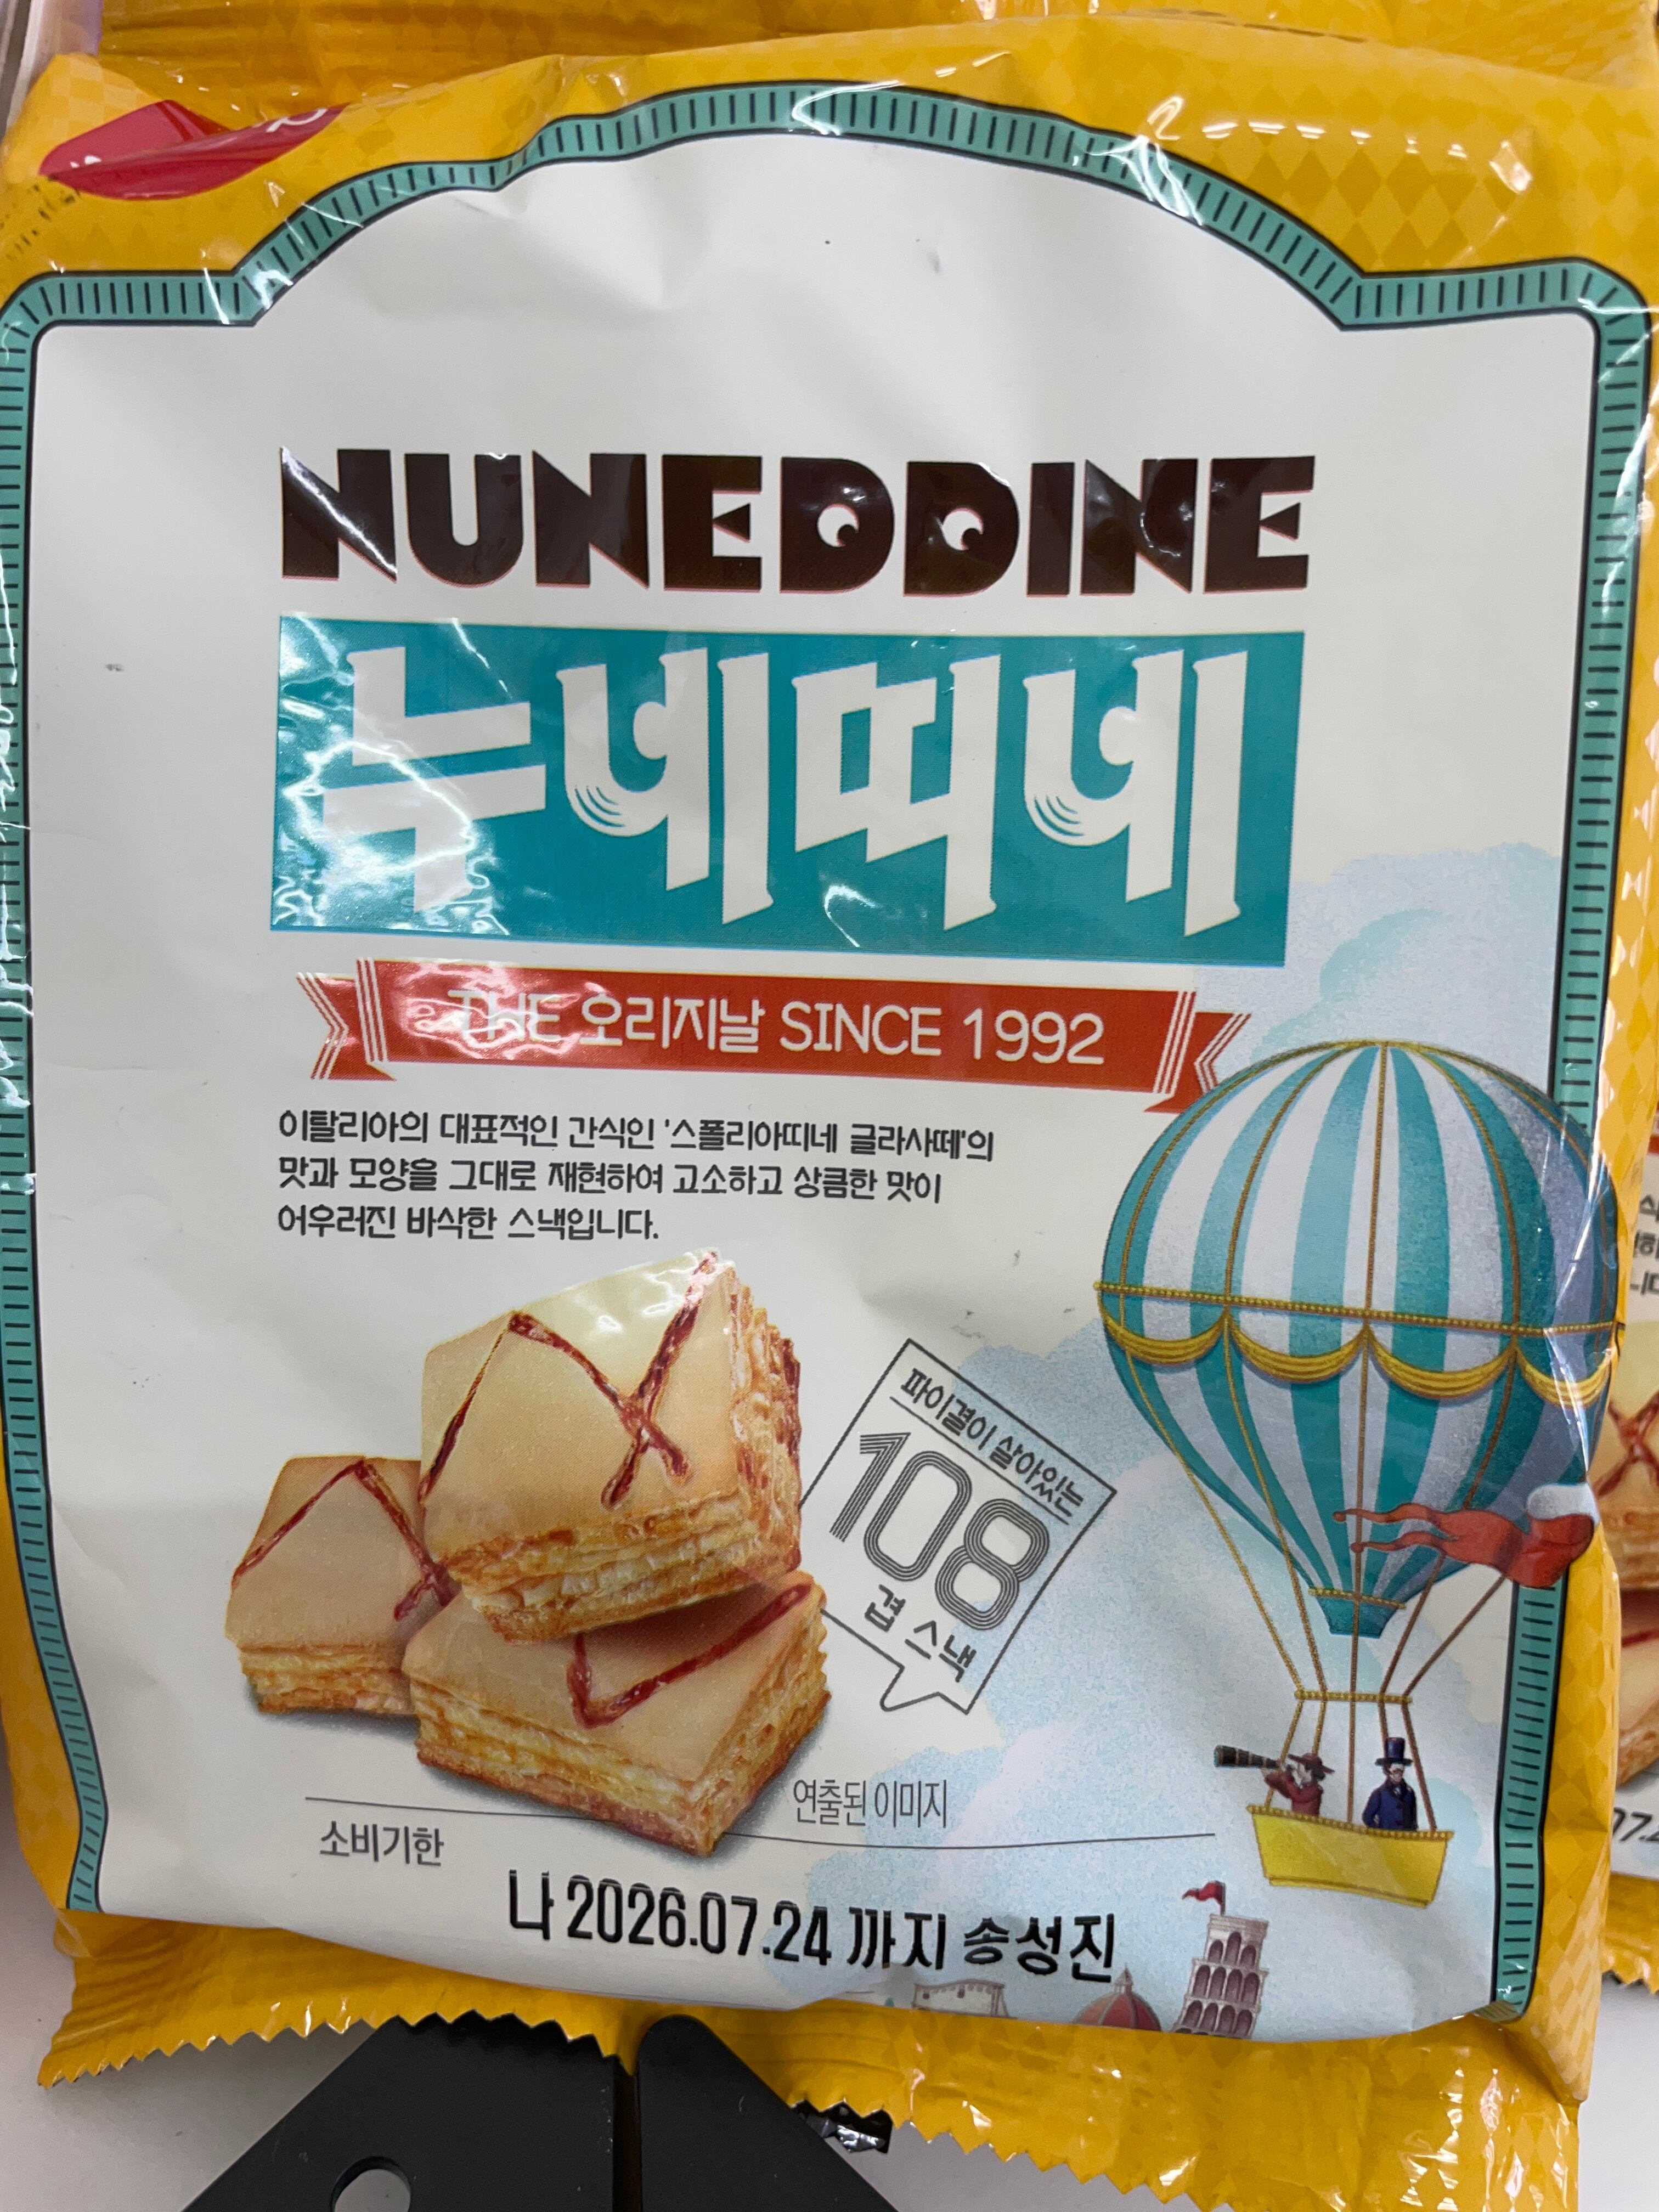 NUNEDDINE
누네띠네
THE 오리지날 SINCE 1992
이탈리아의 대표적인 간식인 '스폴리아띠네 글라사떼'의
맛과 모양을 그대로 재현하여 고소하고 상큼한 맛이
어우러진 바삭한 스낵입니다.
파이결이 살아있는
108
겹 스낵
연출된 이미지
소비기한
나 2026.07.24 까지 송성진